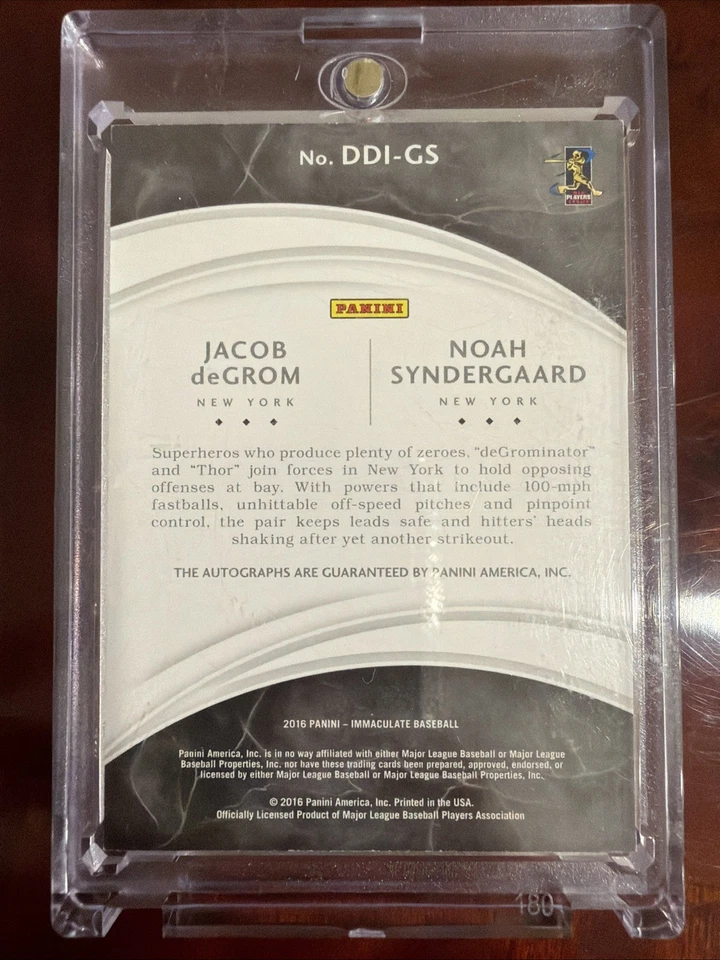 No. DDI-GS
PLAYERS
PANINI
JACOB
deGROM
NEW YORK
NOAH
SYNDERGAARD
NEW YORK
Superheros who produce plenty of zeroes, "deGrominator"
and "Thor" join forces in New York to hold opposing
offenses at bay. With powers that include 100-mph
fastballs, unhittable off-speed pitches and pinpoint
control, the pair keeps leads safe and hitters' heads
shaking after yet another strikeout.
THE AUTOGRAPHS ARE GUARANTEED BY PANINI AMERICA, INC.
2016 PANINI – IMMACULATE BASEBALL
Panini America, Inc. is in no way affiliated with either Major League Baseball or Major League
Baseball Properties, Inc. nor have these trading cards been prepared, approved, endorsed, or
licensed by either Major League Baseball or Major League Baseball Properties, Inc.
© 2016 Panini America, Inc. Printed in the USA.
Officially Licensed Product of Major League Baseball Players Association
180